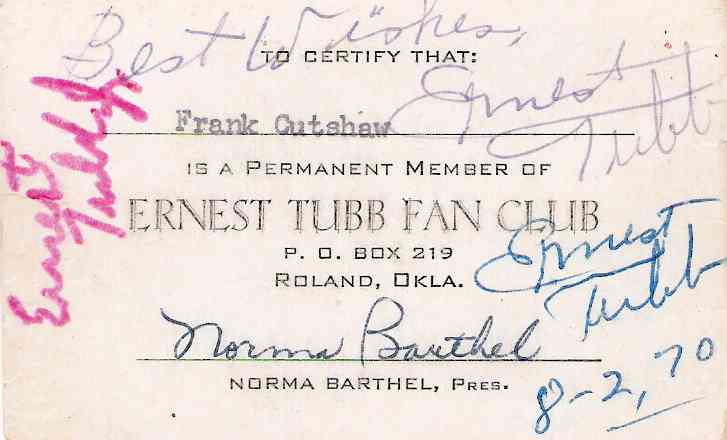 Best Wishes,
TO CERTIFY THAT:
Ernest Tubb
Frank Cutshaw
IS A PERMANENT MEMBER OF
ERNEST TUBB FAN CLUB
P. O. BOX 219
ROLAND, OKLA.
Ernest Tubb
Norma Barthel
NORMA BARTHEL, PRES.
8-2, 70
Ernest Tubb